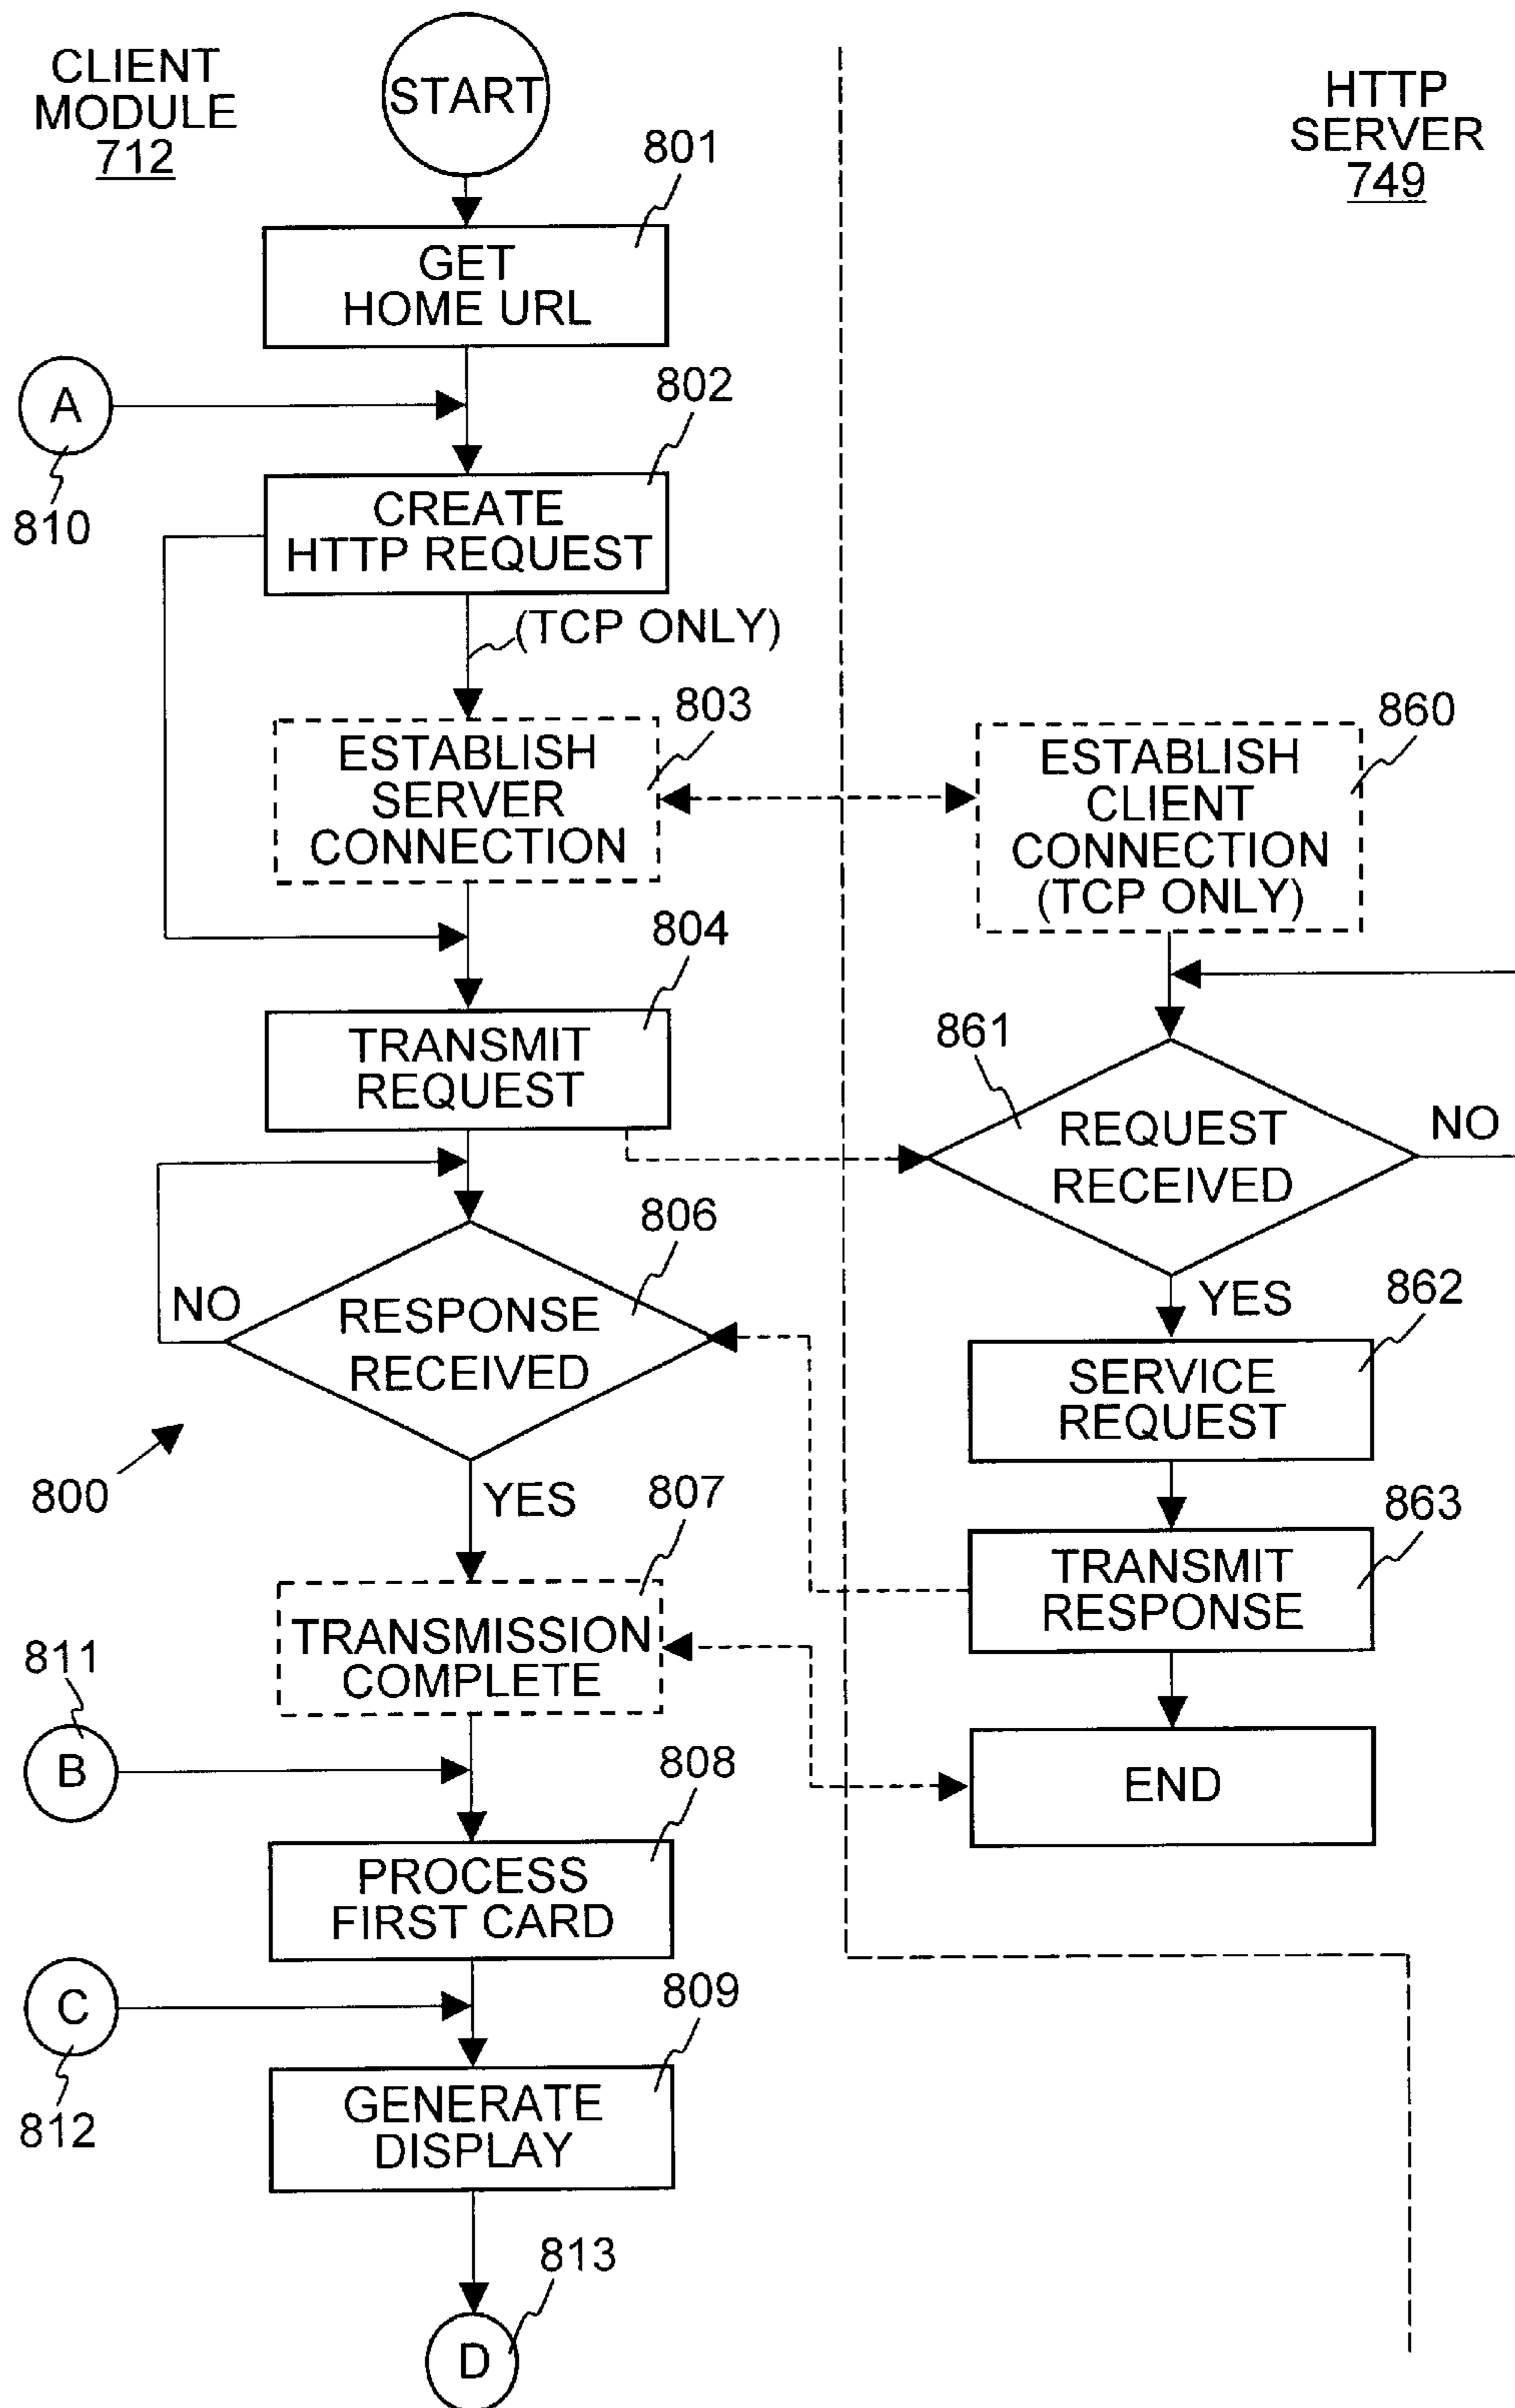 CLIENT
MODULE
712
START
HTTP
SERVER
749
801
GET
HOME URL
A
810
802
CREATE
HTTP REQUEST
(TCP ONLY)
803
ESTABLISH
SERVER
CONNECTION
860
ESTABLISH
CLIENT
CONNECTION
(TCP ONLY)
804
TRANSMIT
REQUEST
861
REQUEST
RECEIVED
NO
YES
806
RESPONSE
RECEIVED
NO
YES
800
862
SERVICE
REQUEST
863
TRANSMIT
RESPONSE
END
807
TRANSMISSION
COMPLETE
811
B
808
PROCESS
FIRST CARD
C
812
809
GENERATE
DISPLAY
813
D